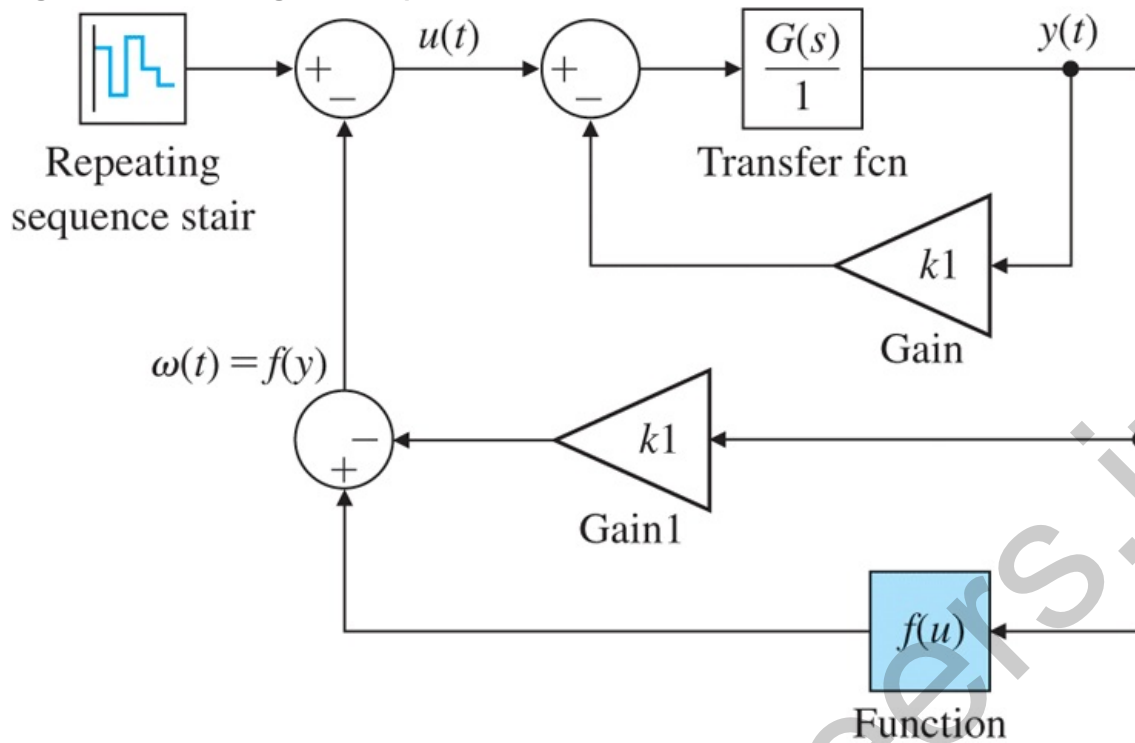 u(t)
G(s)
1
y(t)
+
−
+
−
Repeating
sequence stair
Transfer fcn
k1
Gain
ω(t) = f(y)
−
+
k1
Gain1
f(u)
Function